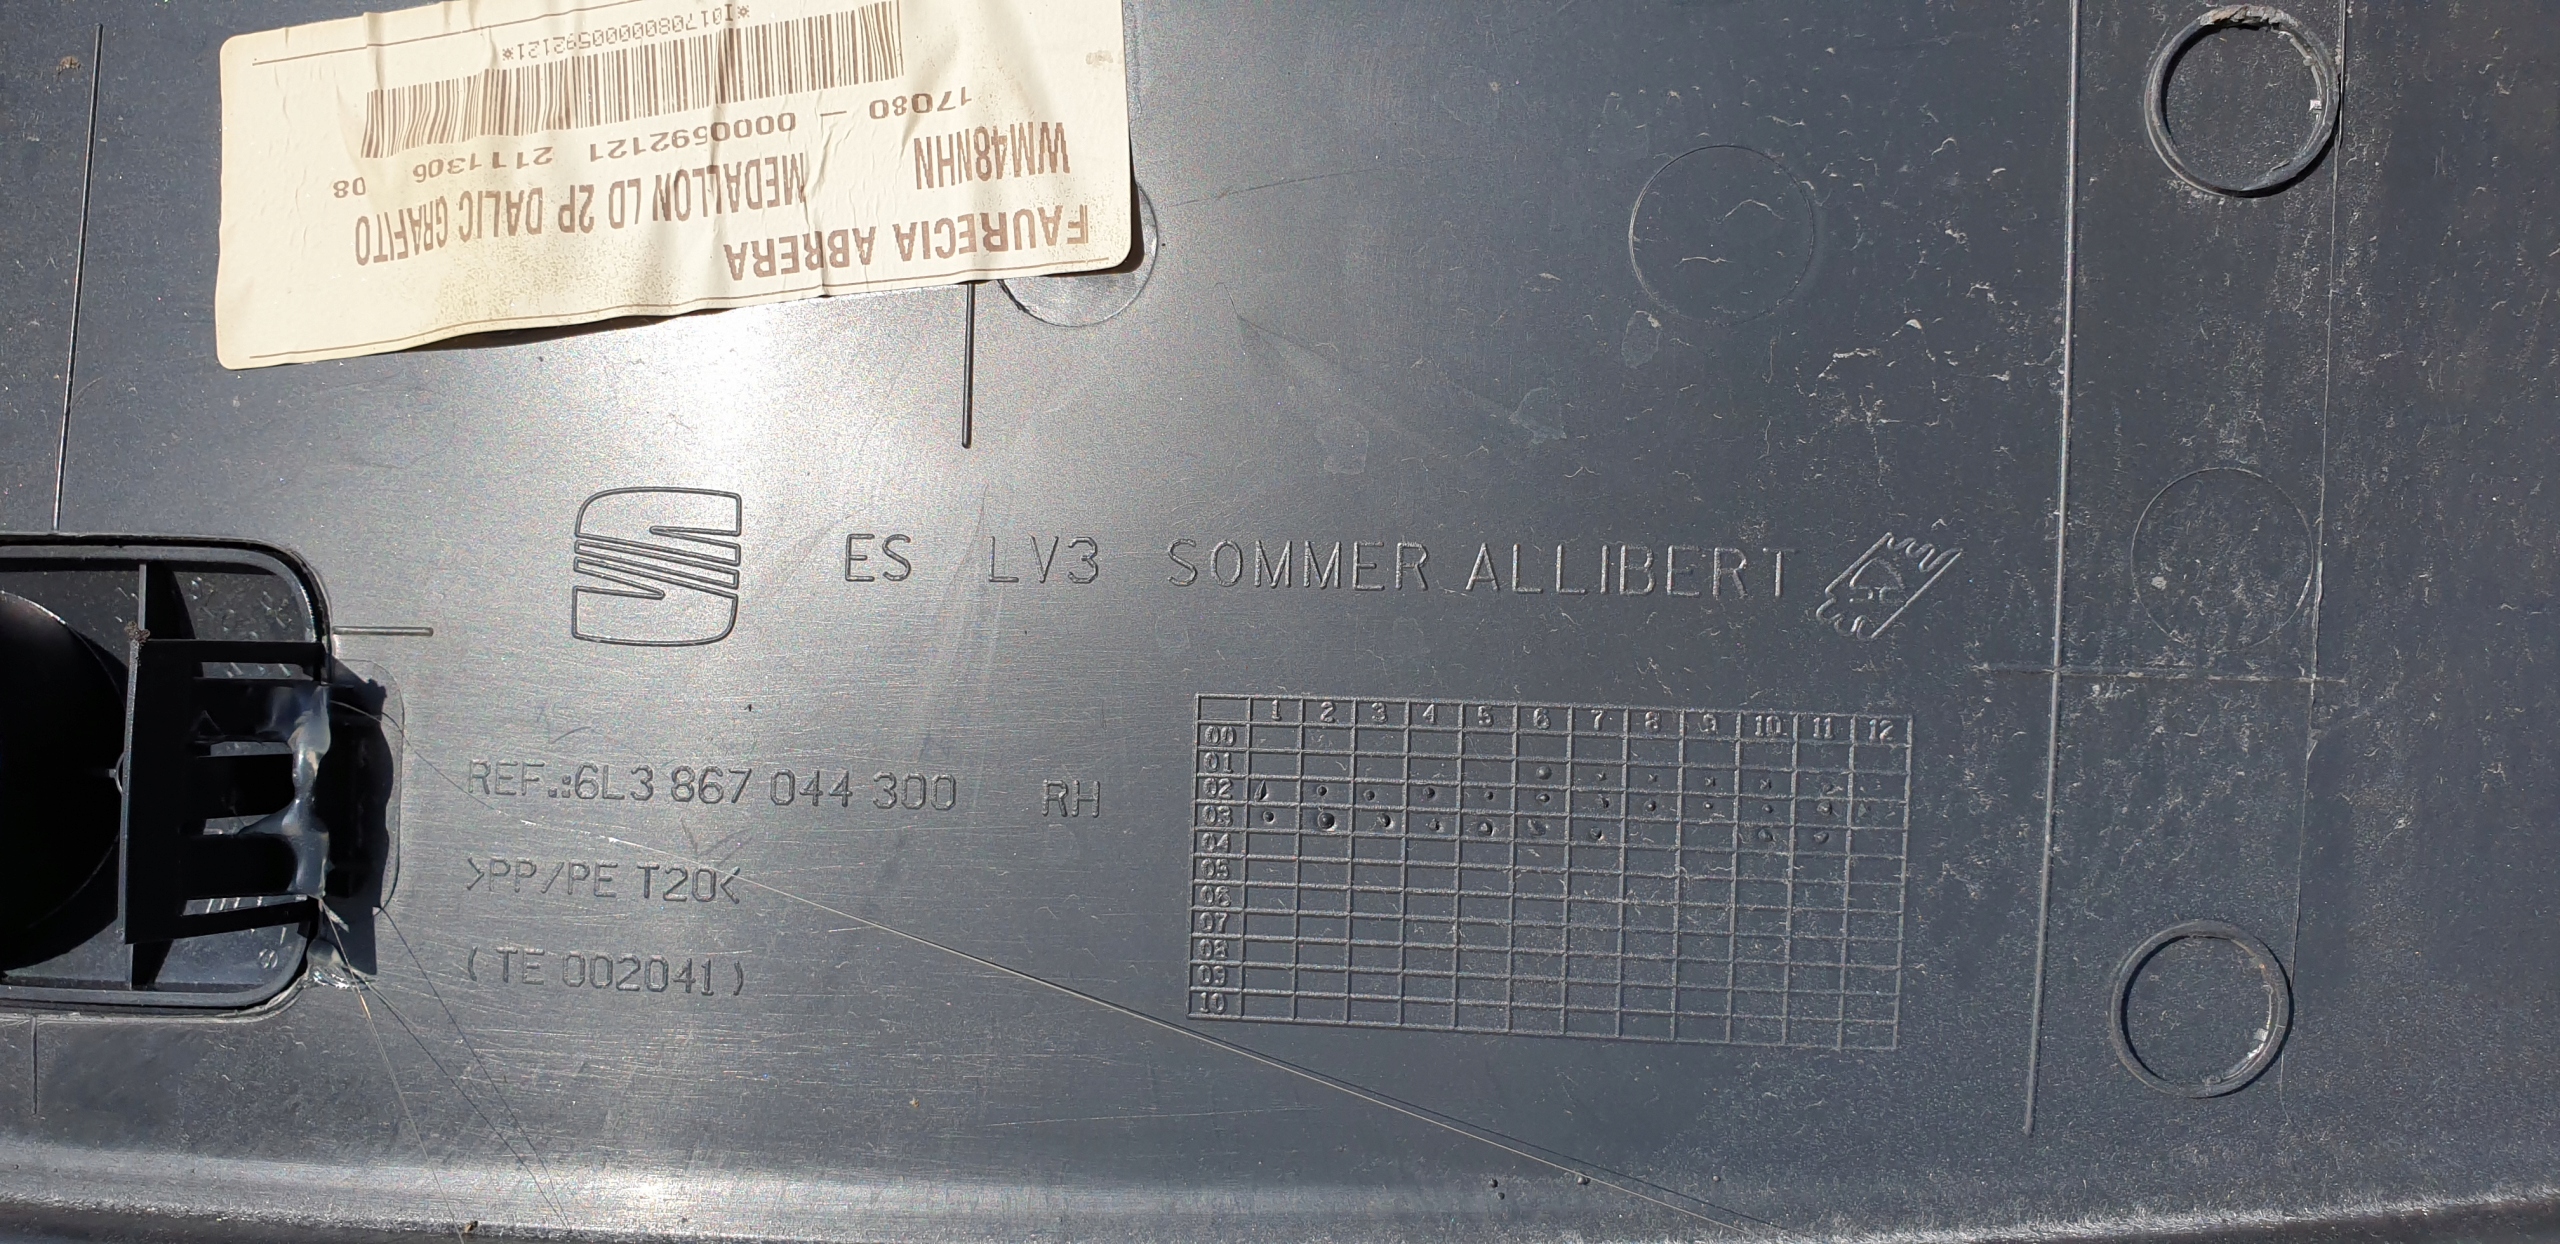 FAURECIA ABRERA
WM48NHN MEDALLON LD 2P DALIC GRAFITO
17080 - 0000592121 2111306 08
*I0170800000592121*
ES LV3 SOMMER ALLIBERT
REF.:6L3 867 044 300 RH
>PP/PE T20<
(TE 002041)
1 2 3 4 5 6 7 8 9 10 11 12
00
01
02
03
04
05
06
07
08
09
10